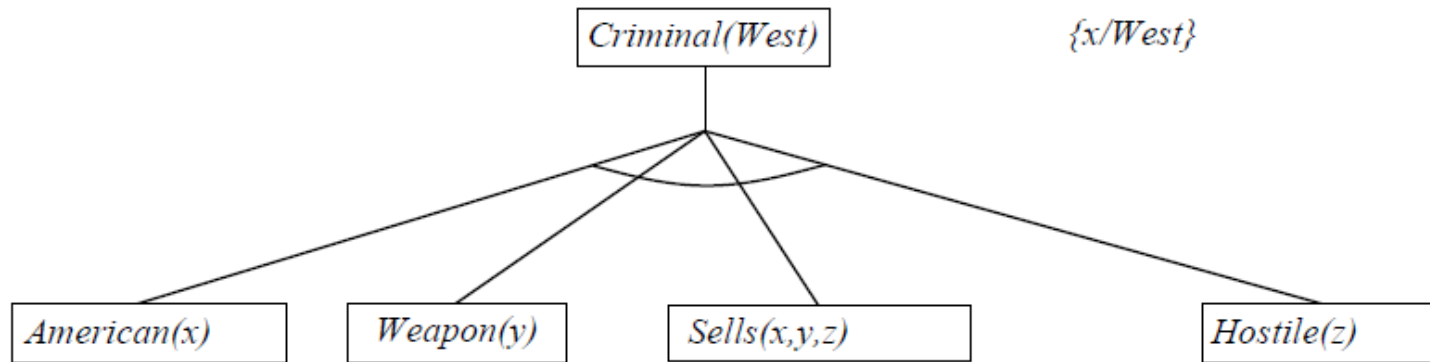 Criminal(West)
{x/West}
American(x)
Weapon(y)
Sells(x,y,z)
Hostile(z)